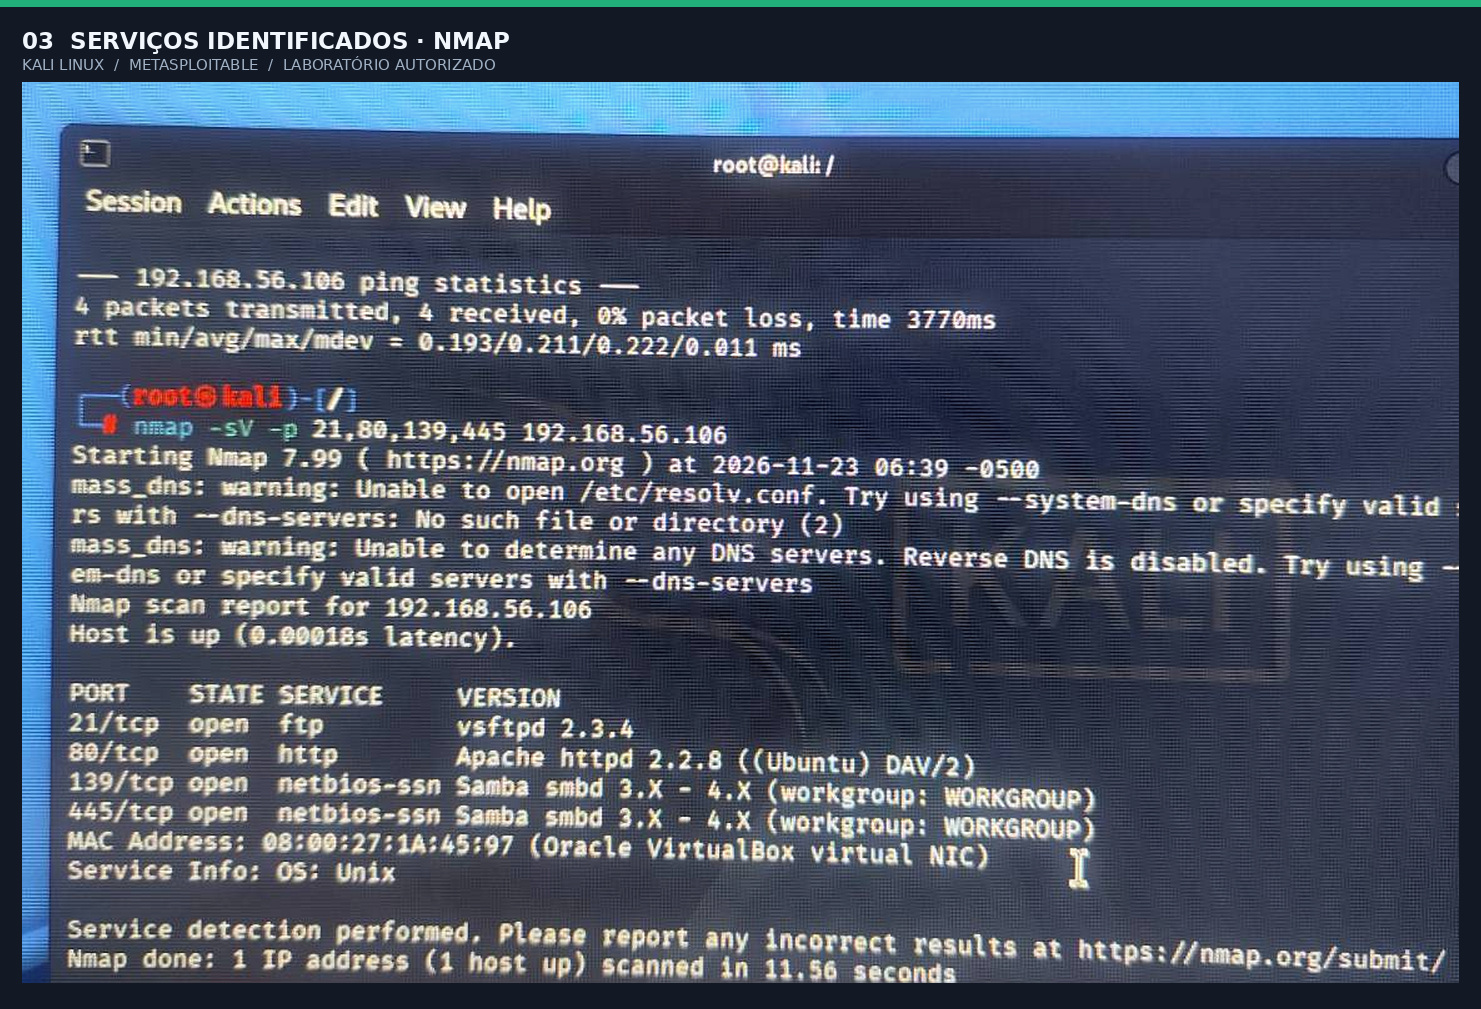 03 SERVIÇOS IDENTIFICADOS · NMAP
KALI LINUX / METASPLOITABLE / LABORATÓRIO AUTORIZADO
root@kali: /
Session Actions Edit View Help
— 192.168.56.106 ping statistics —
4 packets transmitted, 4 received, 0% packet loss, time 3770ms
rtt min/avg/max/mdev = 0.193/0.211/0.222/0.011 ms
┌──(root㉿kali)-[/]
└─# nmap -sV -p 21,80,139,445 192.168.56.106
Starting Nmap 7.99 ( https://nmap.org ) at 2026-11-23 06:39 -0500
mass_dns: warning: Unable to open /etc/resolv.conf. Try using --system-dns or specify valid
rs with --dns-servers: No such file or directory (2)
mass_dns: warning: Unable to determine any DNS servers. Reverse DNS is disabled. Try using --
em-dns or specify valid servers with --dns-servers
Nmap scan report for 192.168.56.106
Host is up (0.00018s latency).
PORT STATE SERVICE VERSION
21/tcp open ftp vsftpd 2.3.4
80/tcp open http Apache httpd 2.2.8 ((Ubuntu) DAV/2)
139/tcp open netbios-ssn Samba smbd 3.X - 4.X (workgroup: WORKGROUP)
445/tcp open netbios-ssn Samba smbd 3.X - 4.X (workgroup: WORKGROUP)
MAC Address: 08:00:27:1A:45:97 (Oracle VirtualBox virtual NIC)
Service Info: OS: Unix
Service detection performed. Please report any incorrect results at https://nmap.org/submit/
Nmap done: 1 IP address (1 host up) scanned in 11.56 seconds
KALI